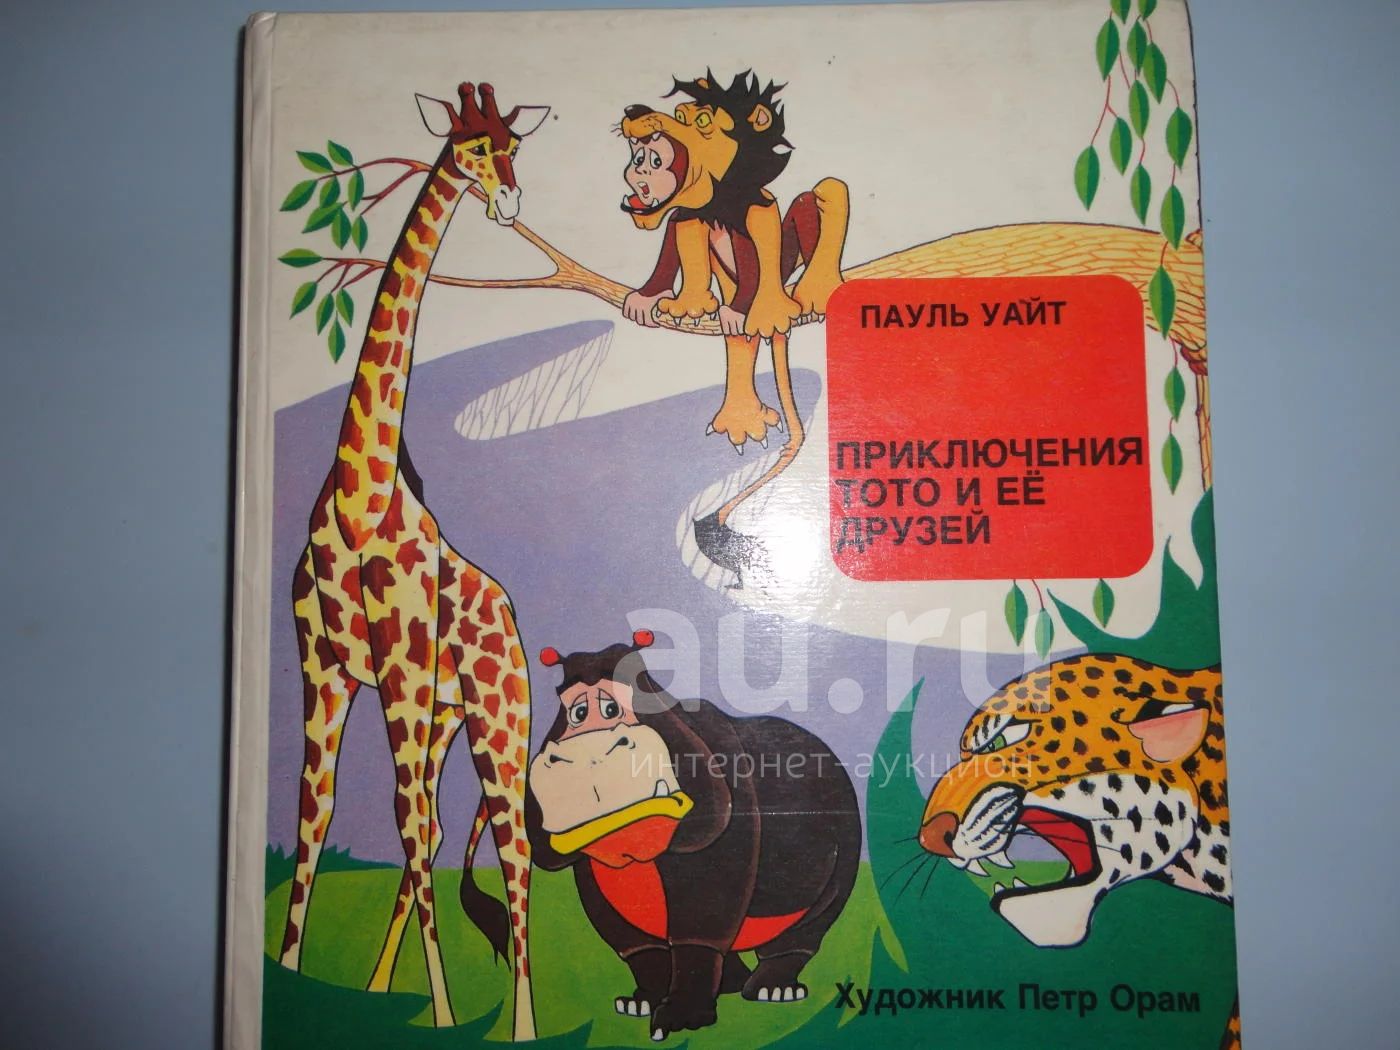 ПАУЛЬ УАЙТ
ПРИКЛЮЧЕНИЯ
ТОТО И ЕЁ
ДРУЗЕЙ
au.ru
интернет-аукцион
Художник Петр Орам